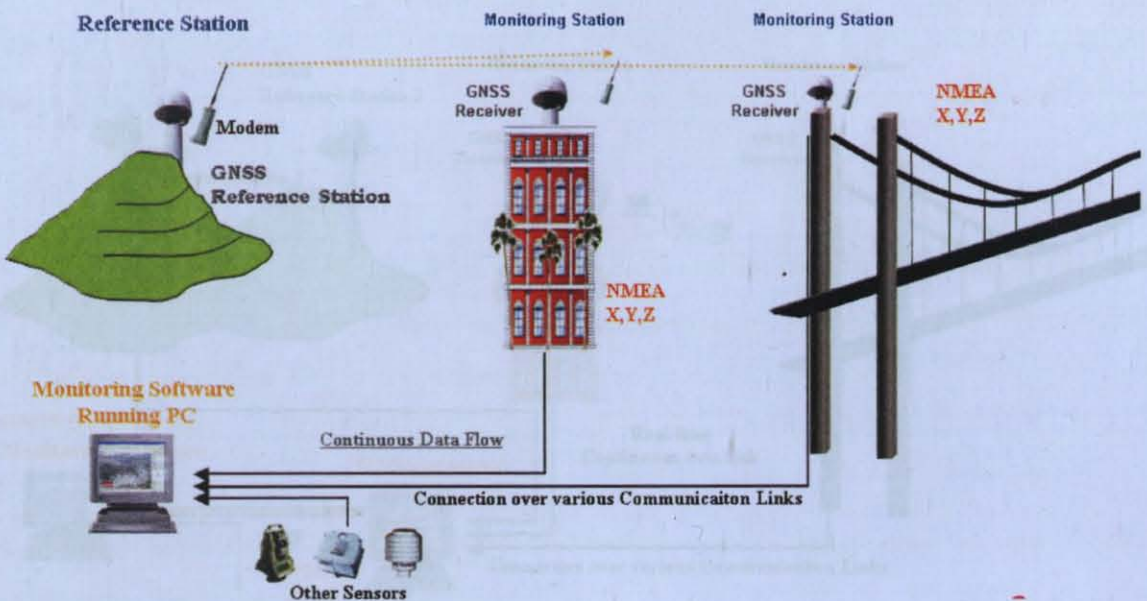 Reference Station
Monitoring Station
Monitoring Station
GNSS
Receiver
GNSS
Receiver
NMEA
X,Y,Z
Modem
GNSS
Reference Station
NMEA
X,Y,Z
Monitoring Software
Running PC
Continuous Data Flow
Connection over various Communicaiton Links
Other Sensors